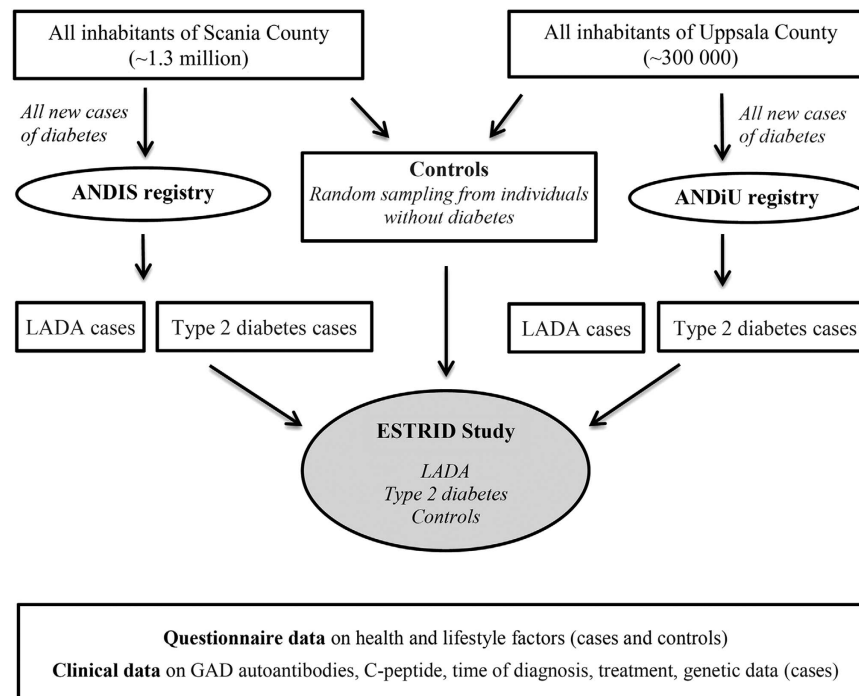 All inhabitants of Scania County
(~1.3 million)
All inhabitants of Uppsala County
(~300 000)
All new cases
of diabetes
All new cases
of diabetes
Controls
Random sampling from individuals
without diabetes
ANDIS registry
ANDiU registry
LADA cases
Type 2 diabetes cases
LADA cases
Type 2 diabetes cases
ESTRID Study
LADA
Type 2 diabetes
Controls
Questionnaire data on health and lifestyle factors (cases and controls)
Clinical data on GAD autoantibodies, C-peptide, time of diagnosis, treatment, genetic data (cases)